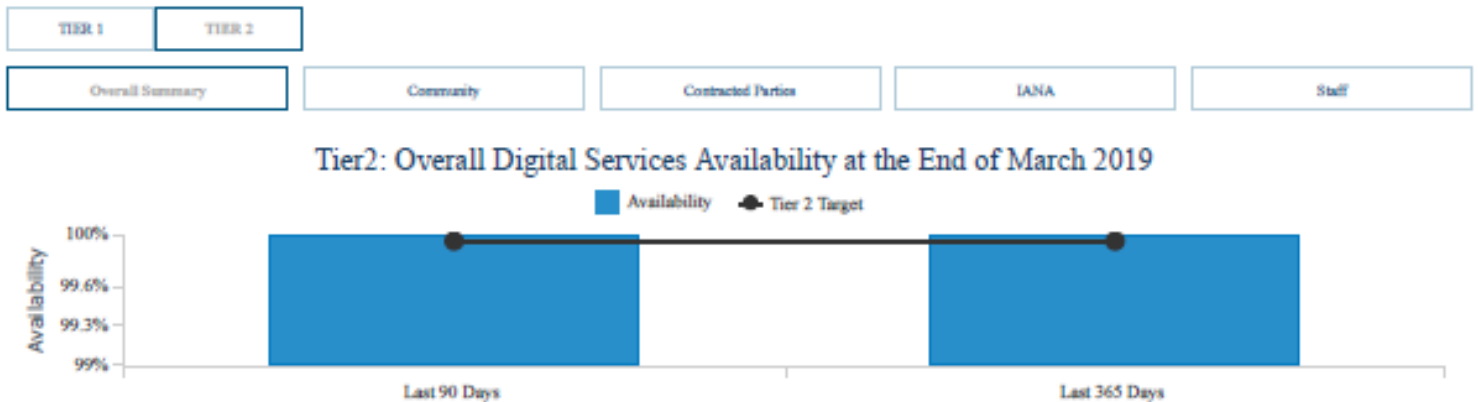 TIER 1 TIER 2
Overall Summary Community Contracted Parties IANA Staff
Tier2: Overall Digital Services Availability at the End of March 2019
Availability Tier 2 Target
Availability
100%
99.6%
99.3%
99%
Last 90 Days Last 365 Days